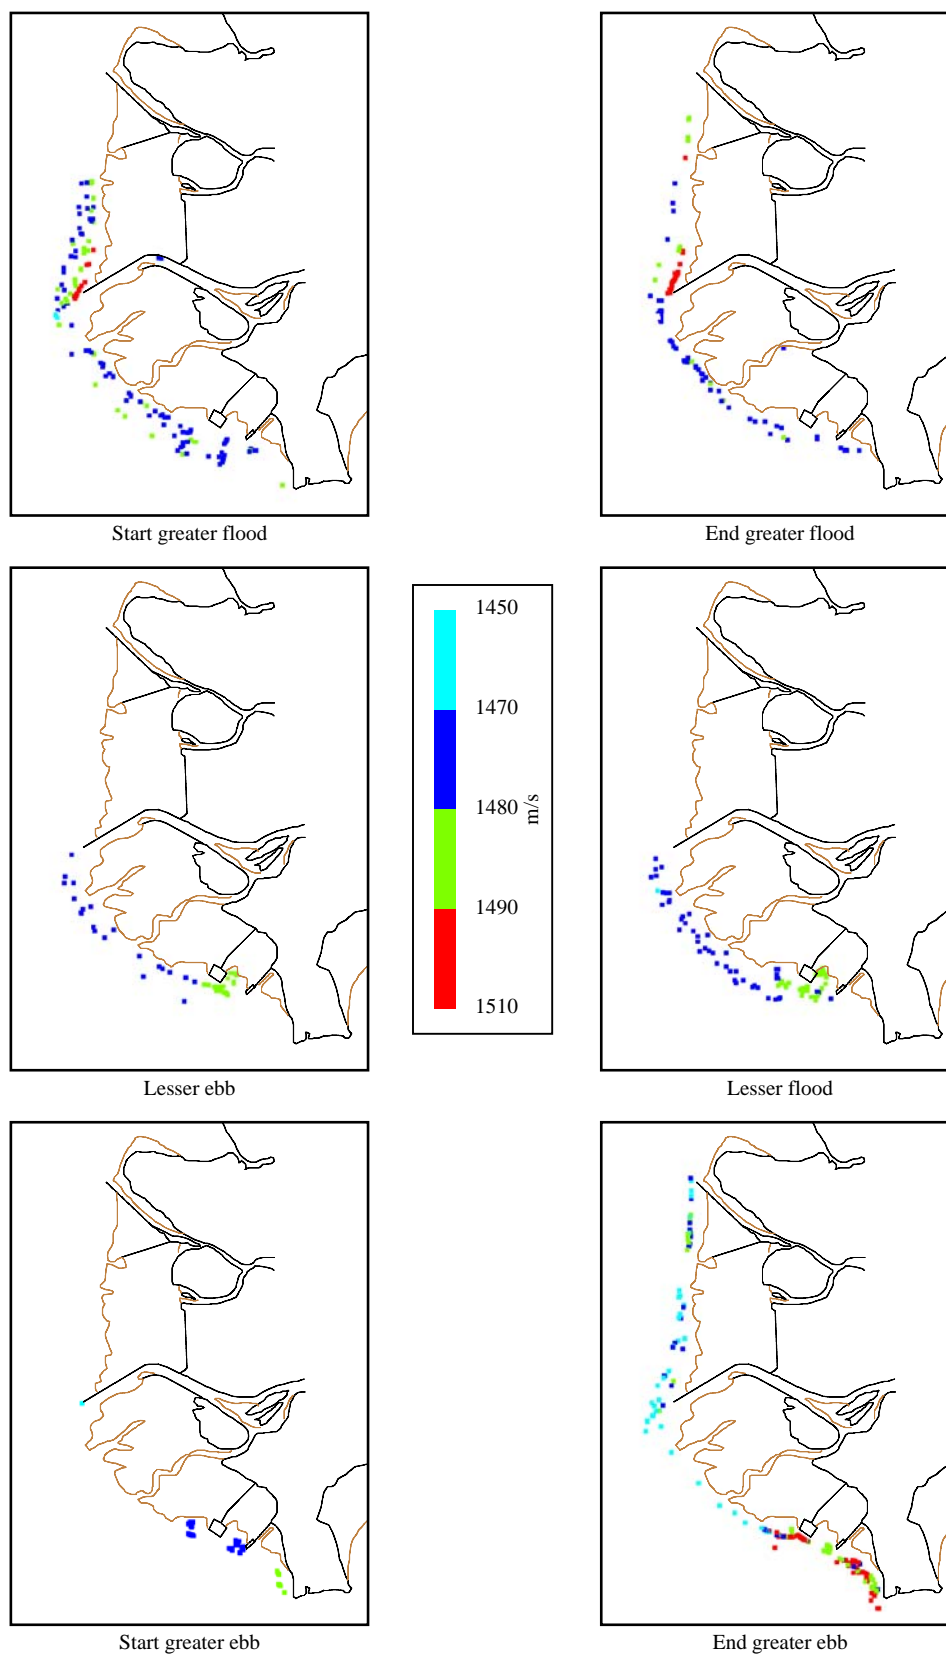 Start greater flood
End greater flood
1450
1470
1480
1490
1510
m/s
Lesser ebb
Lesser flood
Start greater ebb
End greater ebb